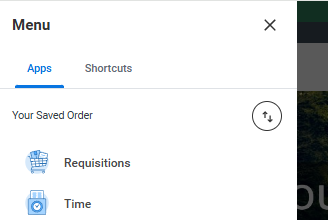 Menu
Apps Shortcuts
Your Saved Order
Requisitions
Time